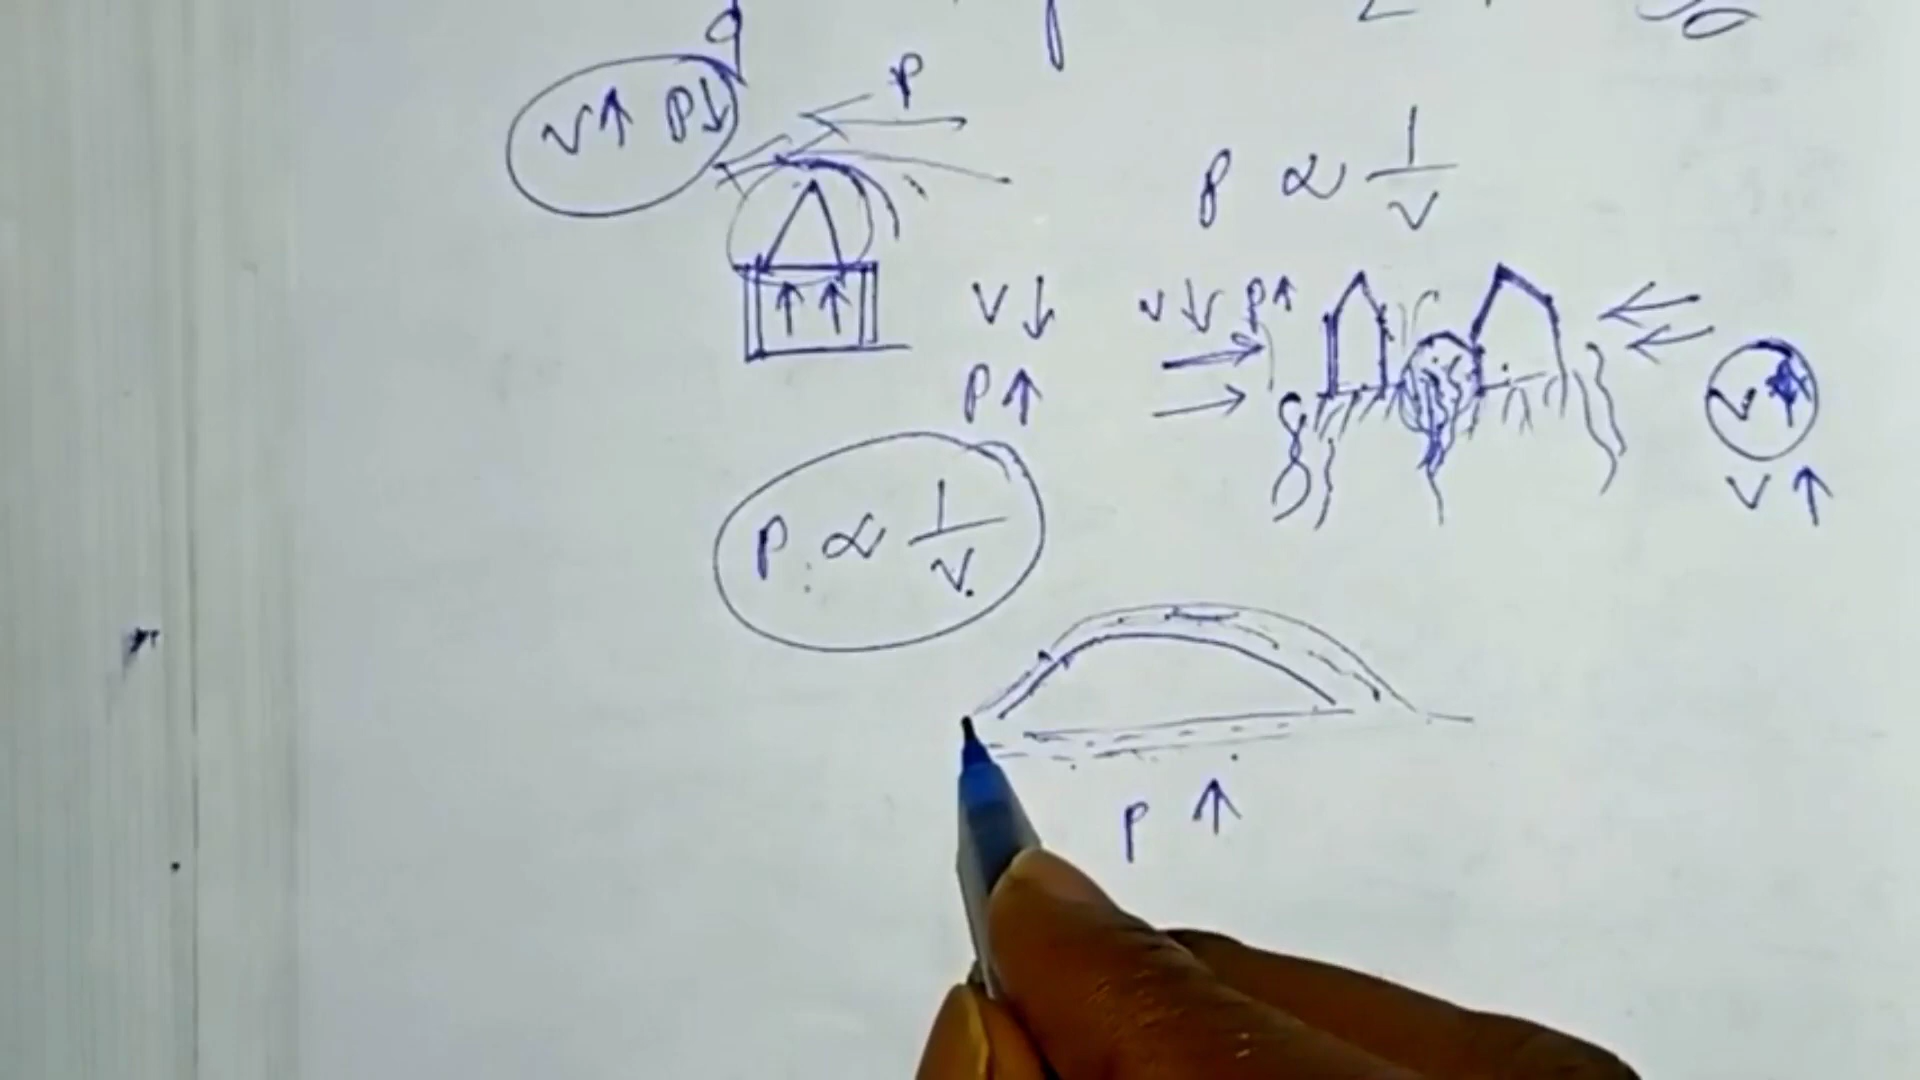 V↑ P↓
P
P ∝ 1/V
V↓
P↑
V↓ P↑
V↑
V↑
P ∝ 1/V
P ↑